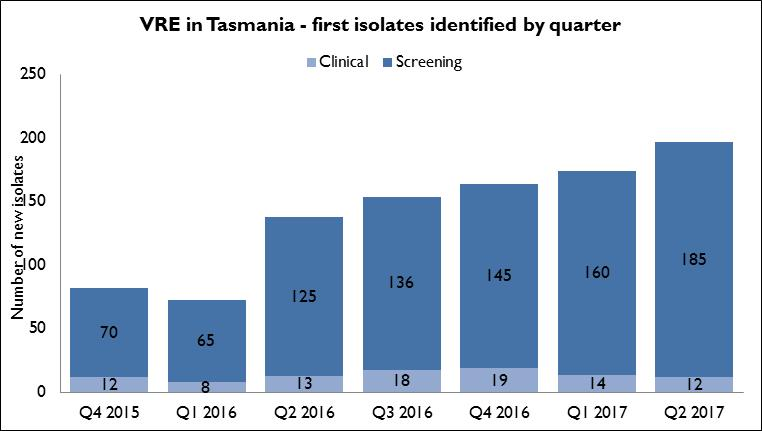 VRE in Tasmania - first isolates identified by quarter
Clinical Screening
Number of new isolates
250
200
150
100
50
0
70 65 125 136 145 160 185
12 8 13 18 19 14 12
Q4 2015 Q1 2016 Q2 2016 Q3 2016 Q4 2016 Q1 2017 Q2 2017